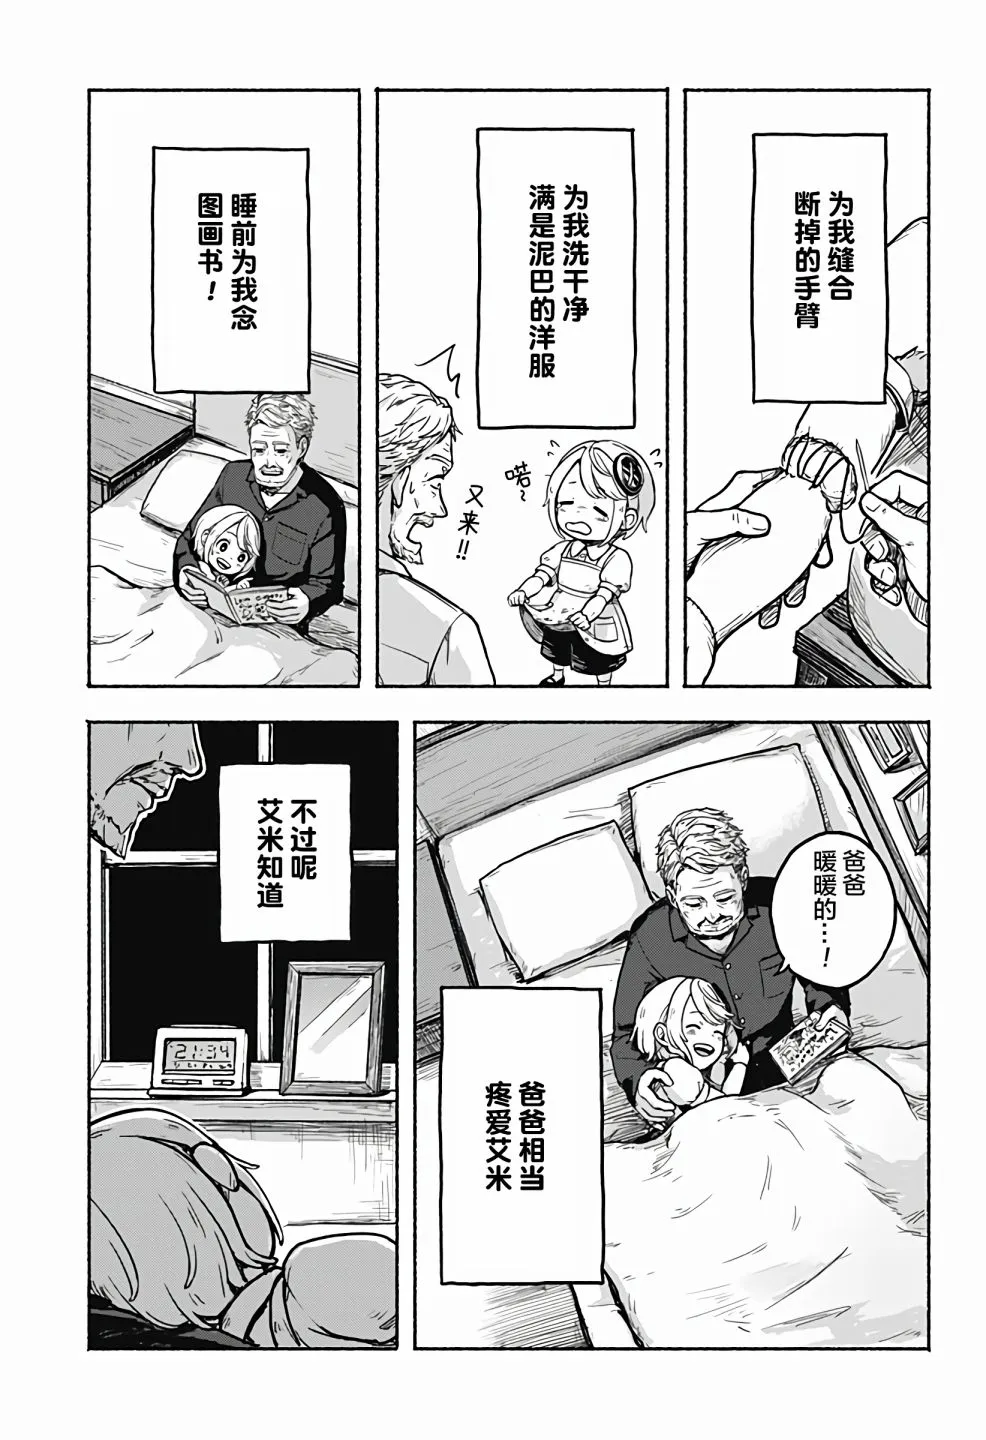 为我缝合
断掉的手臂
为我洗干净
满是泥巴的洋服
喏~
又来!!
睡前为我念
图画书！
爸爸
暖暖的…！
爸爸相当
疼爱艾米
不过呢
艾米知道
21:34